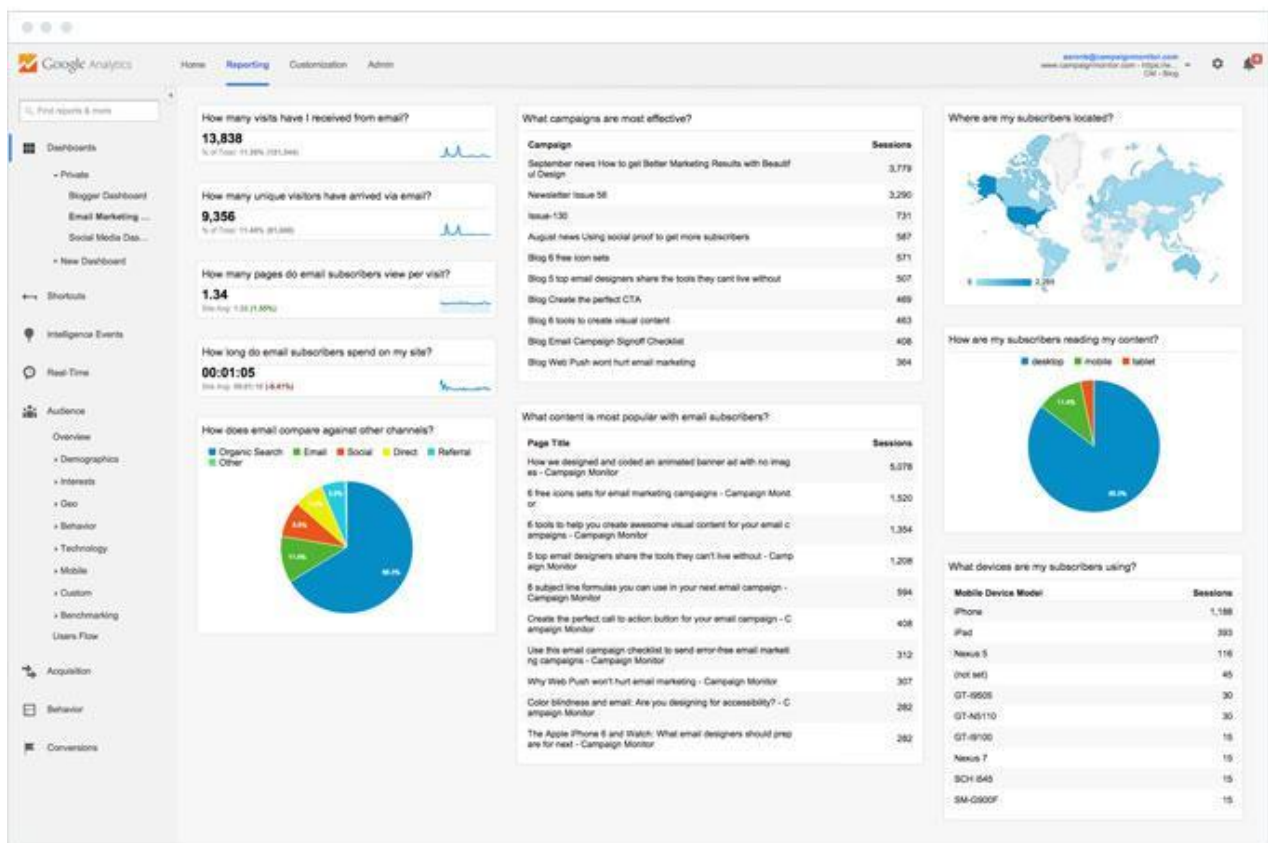 Google Analytics
Home Reporting Customization Admin
www.campaignmonitor.com - https://w...
CM - Blog
Find reports & more
Dashboards
Private
Blogger Dashboard
Email Marketing ...
Social Media Das...
+ New Dashboard
Shortcuts
Intelligence Events
Real-Time
Audience
Overview
Demographics
Interests
Geo
Behavior
Technology
Mobile
Custom
Benchmarking
Users Flow
Acquisition
Behavior
Conversions
How many visits have I received from email?
13,838
% of Total:
How many unique visitors have arrived via email?
9,356
% of Total:
How many pages do email subscribers view per visit?
1.34
Site Avg:
How long do email subscribers spend on my site?
00:01:05
Site Avg:
How does email compare against other channels?
Organic Search Email Social Direct Referral
Other
What campaigns are most effective?
Campaign Sessions
September news How to get Better Marketing Results with Beautif
ul Design 3,779
Newsletter Issue 58 3,290
Issue-130 731
August news Using social proof to get more subscribers 587
Blog 6 free icon sets 571
Blog 5 top email designers share the tools they cant live without 507
Blog Create the perfect CTA 469
Blog 6 tools to create visual content 463
Blog Email Campaign Signoff Checklist 408
Blog Web Push wont hurt email marketing 364
What content is most popular with email subscribers?
Page Title Sessions
How we designed and coded an animated banner ad with no imag
es - Campaign Monitor 5,078
6 free icons sets for email marketing campaigns - Campaign Monit
or 1,520
6 tools to help you create awesome visual content for your email c
ampaigns - Campaign Monitor 1,354
5 top email designers share the tools they can't live without - Camp
aign Monitor 1,208
6 subject line formulas you can use in your next email campaign -
Campaign Monitor 594
Create the perfect call to action button for your email campaign - C
ampaign Monitor 408
Use this email campaign checklist to send error-free email marketi
ng campaigns - Campaign Monitor 312
Why Web Push won't hurt email marketing - Campaign Monitor 307
Color blindness and email: Are you designing for accessibility? - C
ampaign Monitor 282
The Apple iPhone 6 and Watch: What email designers should prep
are for next - Campaign Monitor 282
Where are my subscribers located?
How are my subscribers reading my content?
desktop mobile tablet
11.4%
What devices are my subscribers using?
Mobile Device Model Sessions
iPhone 1,188
iPad 393
Nexus 5 116
(not set) 45
GT-I9505 30
GT-N5110 30
GT-I9100 15
Nexus 7 15
SCH-I545 15
SM-G900F 15